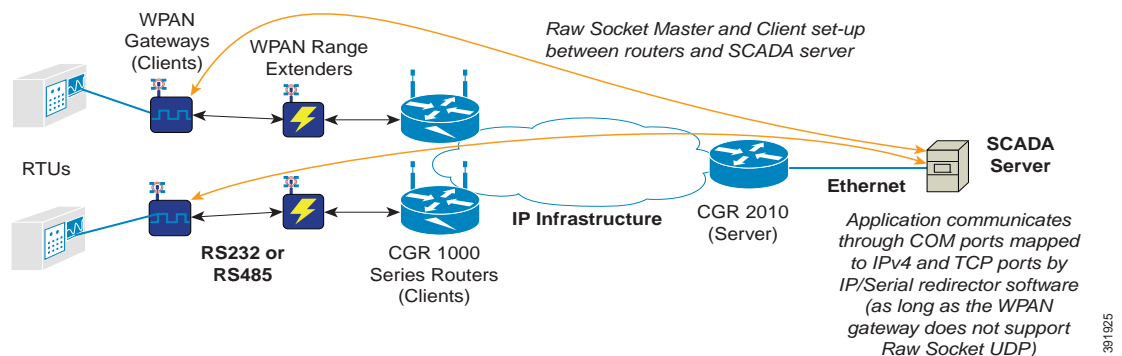 WPAN
Gateways
(Clients)
WPAN Range
Extenders
Raw Socket Master and Client set-up
between routers and SCADA server
RTUs
SCADA
Server
Ethernet
IP Infrastructure
CGR 2010
(Server)
RS232 or
RS485
CGR 1000
Series Routers
(Clients)
Application communicates
through COM ports mapped
to IPv4 and TCP ports by
IP/Serial redirector software
(as long as the WPAN
gateway does not support
Raw Socket UDP)
391925